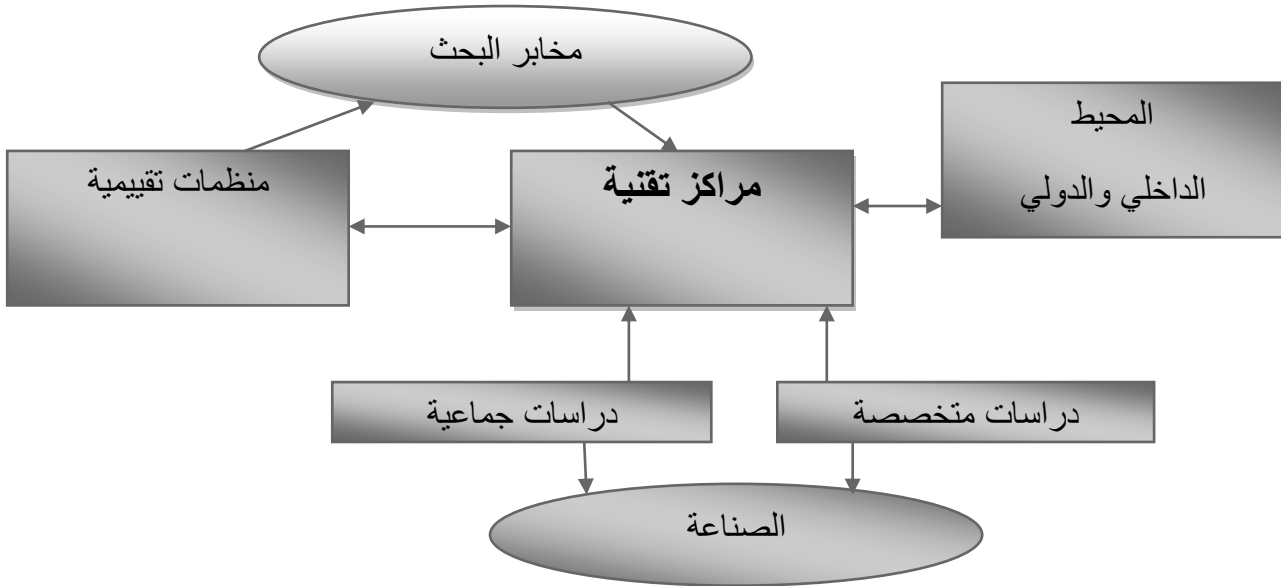 مخابر البحث
المحيط
الداخلي والدولي
مراكز تقنية
منظمات تقييمية
دراسات متخصصة
دراسات جماعية
الصناعة